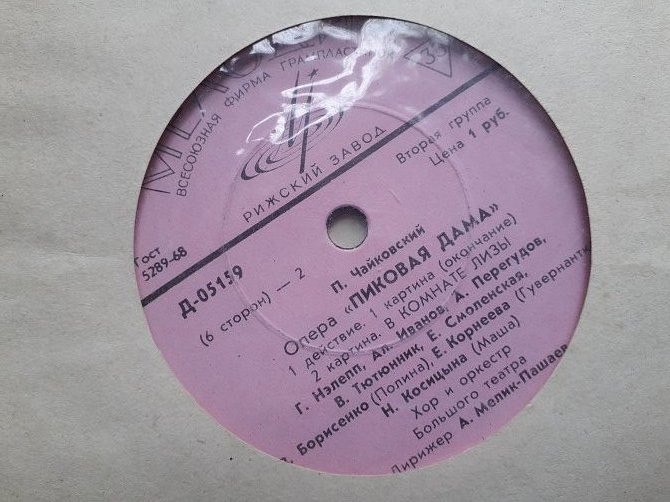 МЕЛОД
ВСЕСОЮЗНАЯ ФИРМА ГРАМПЛАСТИНОК
33
РИЖСКИЙ ЗАВОД
Вторая группа
Цена 1 руб.
Гост
5289-68
Д-05159
(6 сторон) — 2
П. Чайковский
Опера «ПИКОВАЯ ДАМА»
1 действие. 1 картина (окончание)
2 картина. В КОМНАТЕ ЛИЗЫ
Г. Нэлепп, Ал. Иванов, А. Перегудов,
В. Тютюнник, Е. Смоленская,
Борисенко (Полина), Е. Корнеева (Гувернантк
Н. Косицына (Маша)
Хор и оркестр
Большого театра
Дирижер А. Мелик-Пашаев